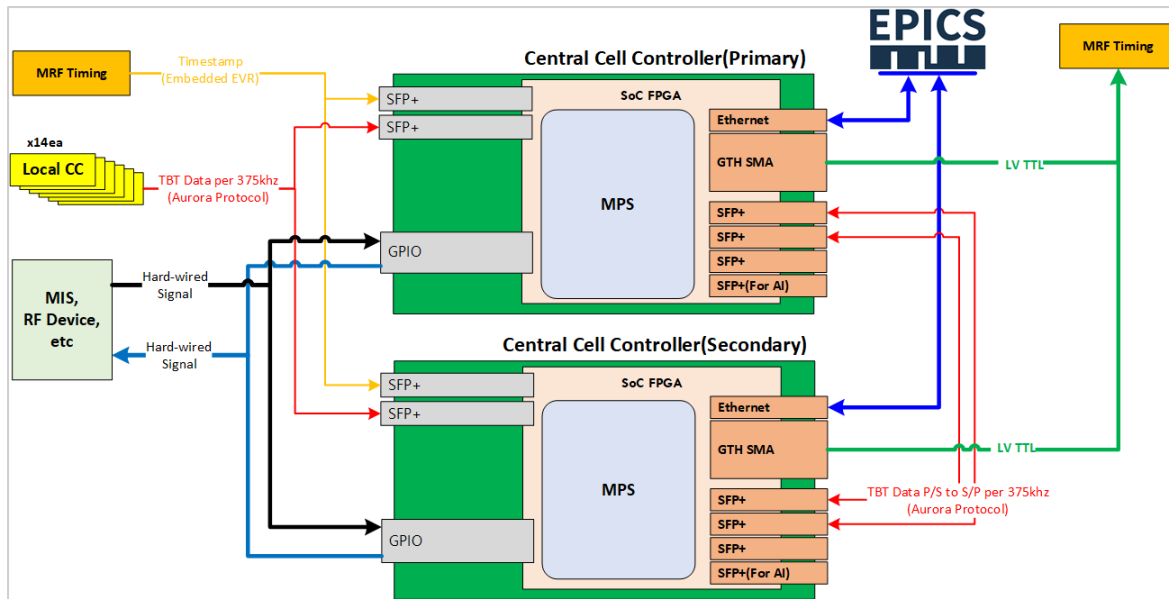 MRF Timing
Timestamp
(Embedded EVR)
x14ea
Local CC
TBT Data per 375khz
(Aurora Protocol)
MIS,
RF Device,
etc
Hard-wired
Signal
Hard-wired
Signal
Central Cell Controller(Primary)
SoC FPGA
SFP+
SFP+
GPIO
MPS
Ethernet
GTH SMA
SFP+
SFP+
SFP+
SFP+(For AI)
EPICS
MRF Timing
LV TTL
Central Cell Controller(Secondary)
SoC FPGA
SFP+
SFP+
GPIO
MPS
Ethernet
GTH SMA
SFP+
SFP+
SFP+
SFP+(For AI)
LV TTL
TBT Data P/S to S/P per 375khz
(Aurora Protocol)